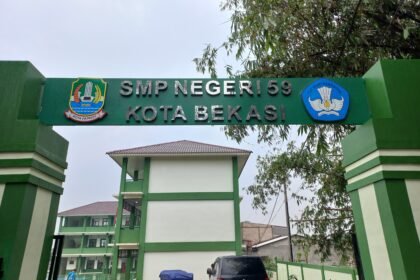 SMP NEGERI 59
KOTA BEKASI